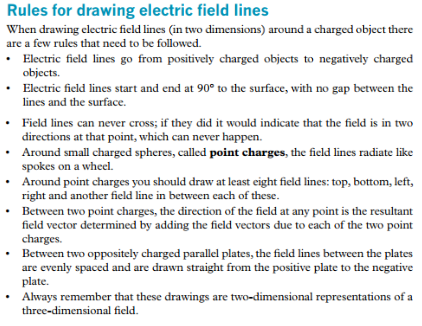 Rules for drawing electric field lines
When drawing electric field lines (in two dimensions) around a charged object there
are a few rules that need to be followed.
• Electric field lines go from positively charged objects to negatively charged
objects.
• Electric field lines start and end at 90° to the surface, with no gap between the
lines and the surface.
• Field lines can never cross; if they did it would indicate that the field is in two
directions at that point, which can never happen.
• Around small charged spheres, called point charges, the field lines radiate like
spokes on a wheel.
• Around point charges you should draw at least eight field lines: top, bottom, left,
right and another field line in between each of these.
• Between two point charges, the direction of the field at any point is the resultant
field vector determined by adding the field vectors due to each of the two point
charges.
• Between two oppositely charged parallel plates, the field lines between the plates
are evenly spaced and are drawn straight from the positive plate to the negative
plate.
• Always remember that these drawings are two-dimensional representations of a
three-dimensional field.